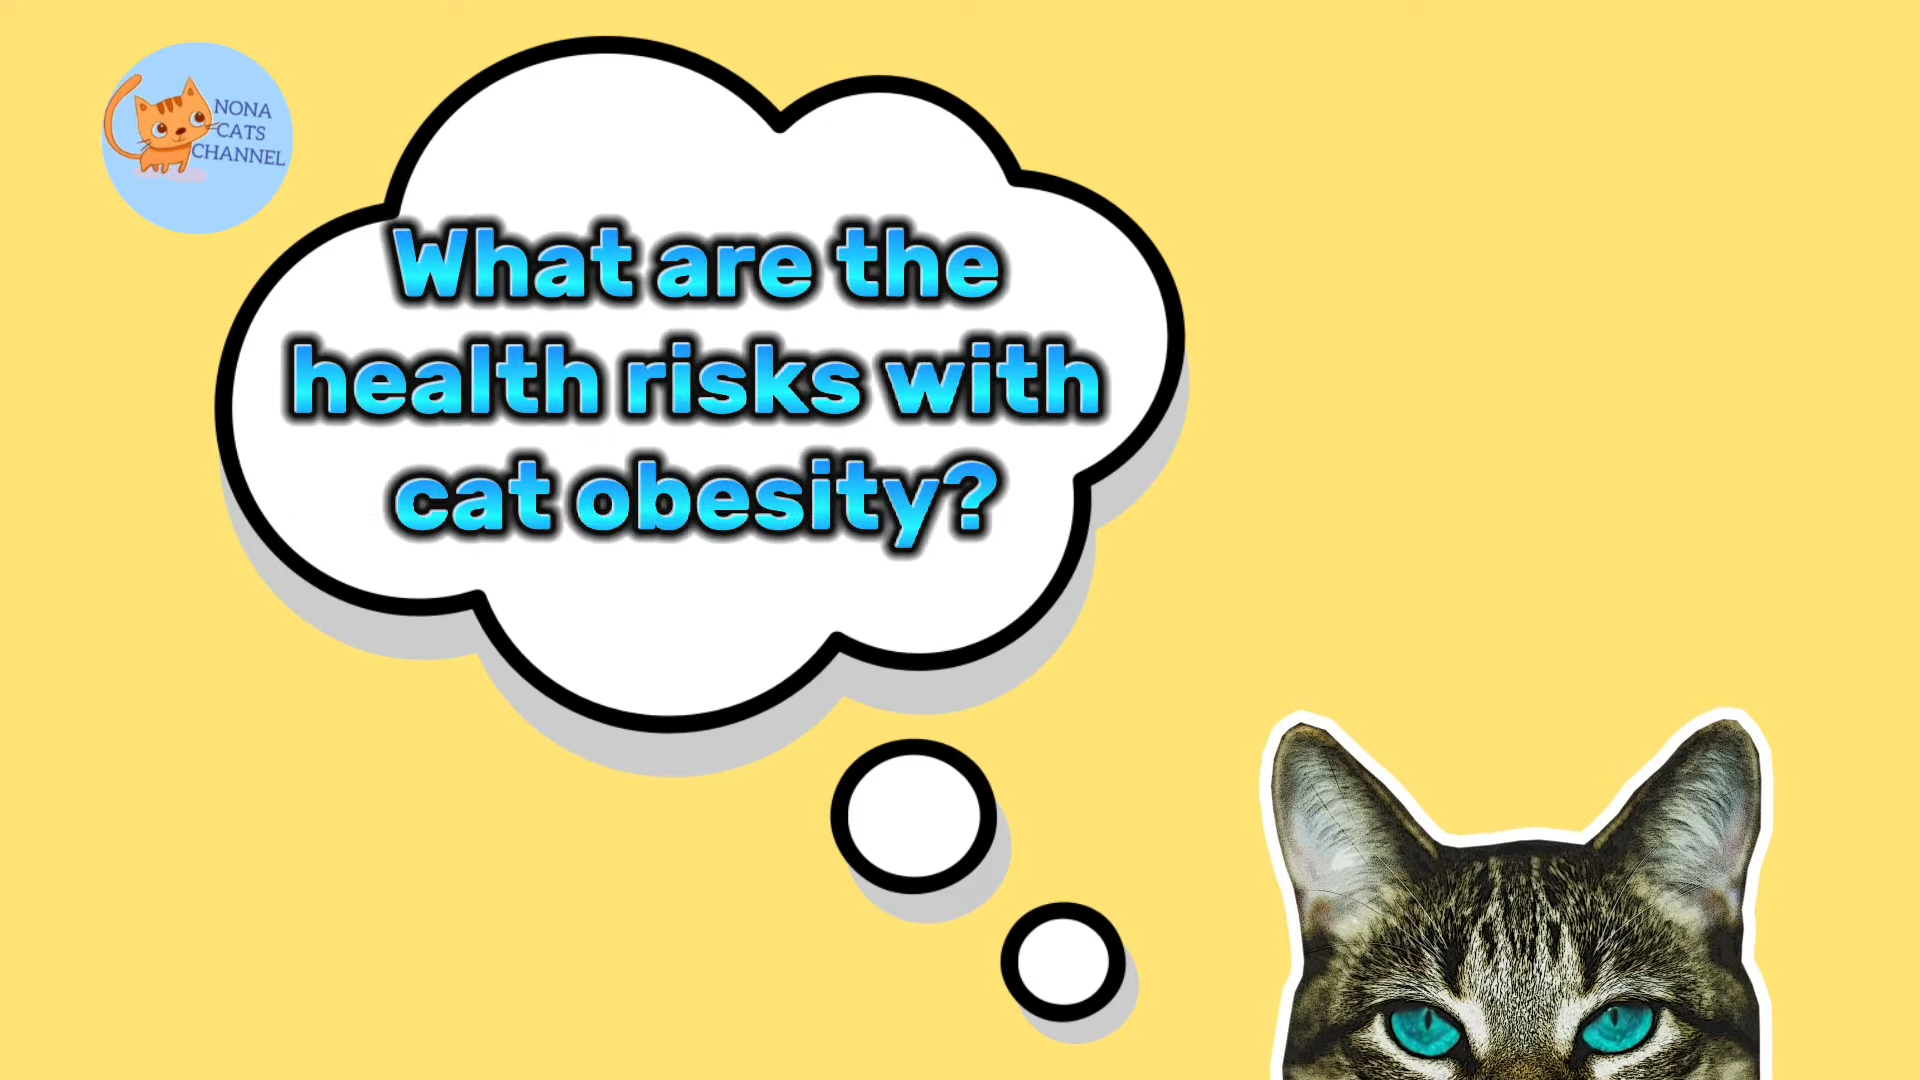 NONA
CATS
CHANNEL
What are the
health risks with
cat obesity?